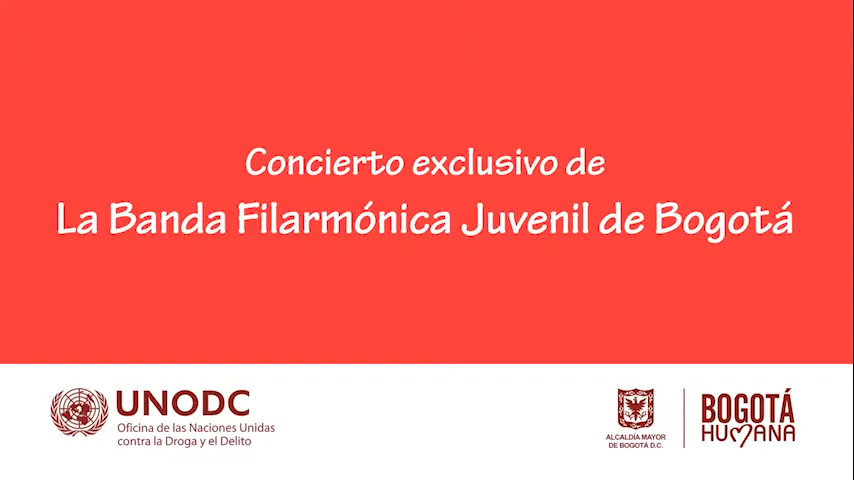 Concierto exclusivo de
La Banda Filarmónica Juvenil de Bogotá
UNODC
Oficina de las Naciones Unidas
contra la Droga y el Delito
ALCALDÍA MAYOR
DE BOGOTÁ D.C.
BOGOTÁ
HUMANA